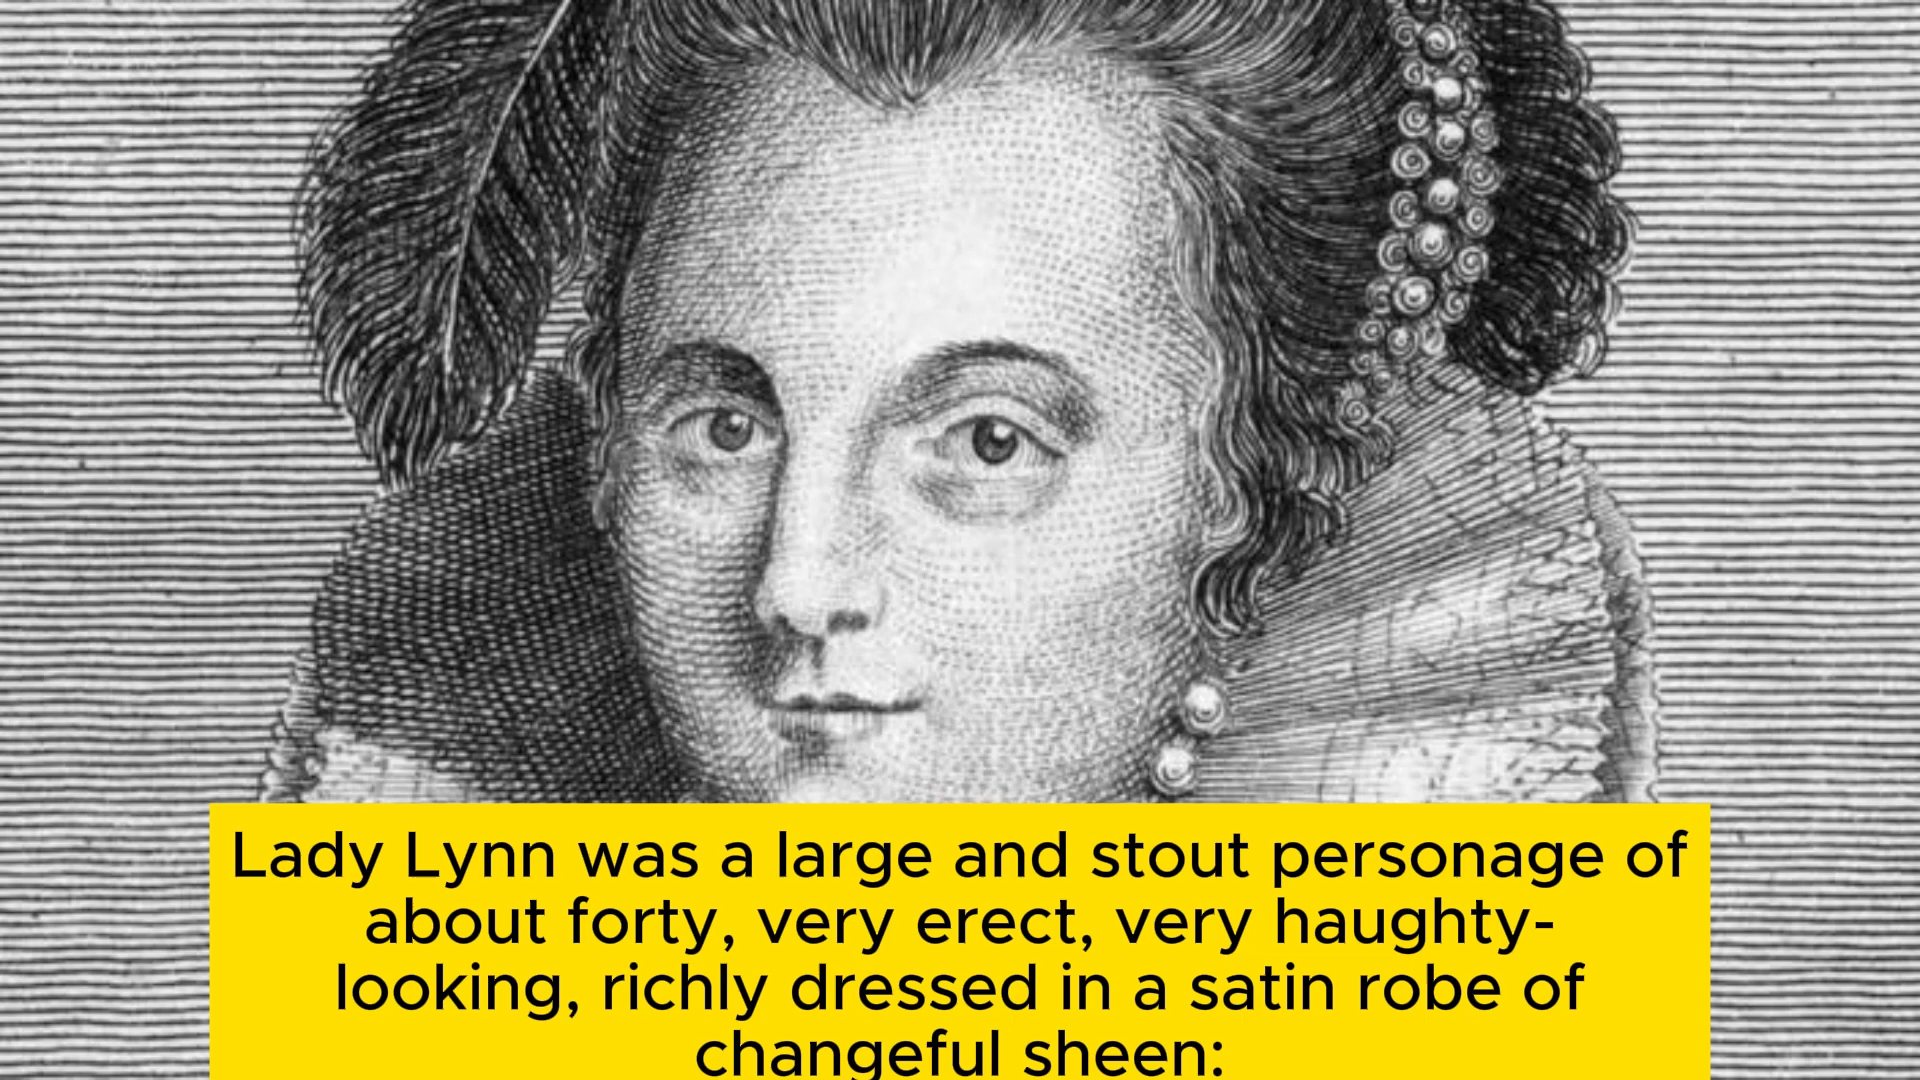 Lady Lynn was a large and stout personage of
about forty, very erect, very haughty-
looking, richly dressed in a satin robe of
changeful sheen: